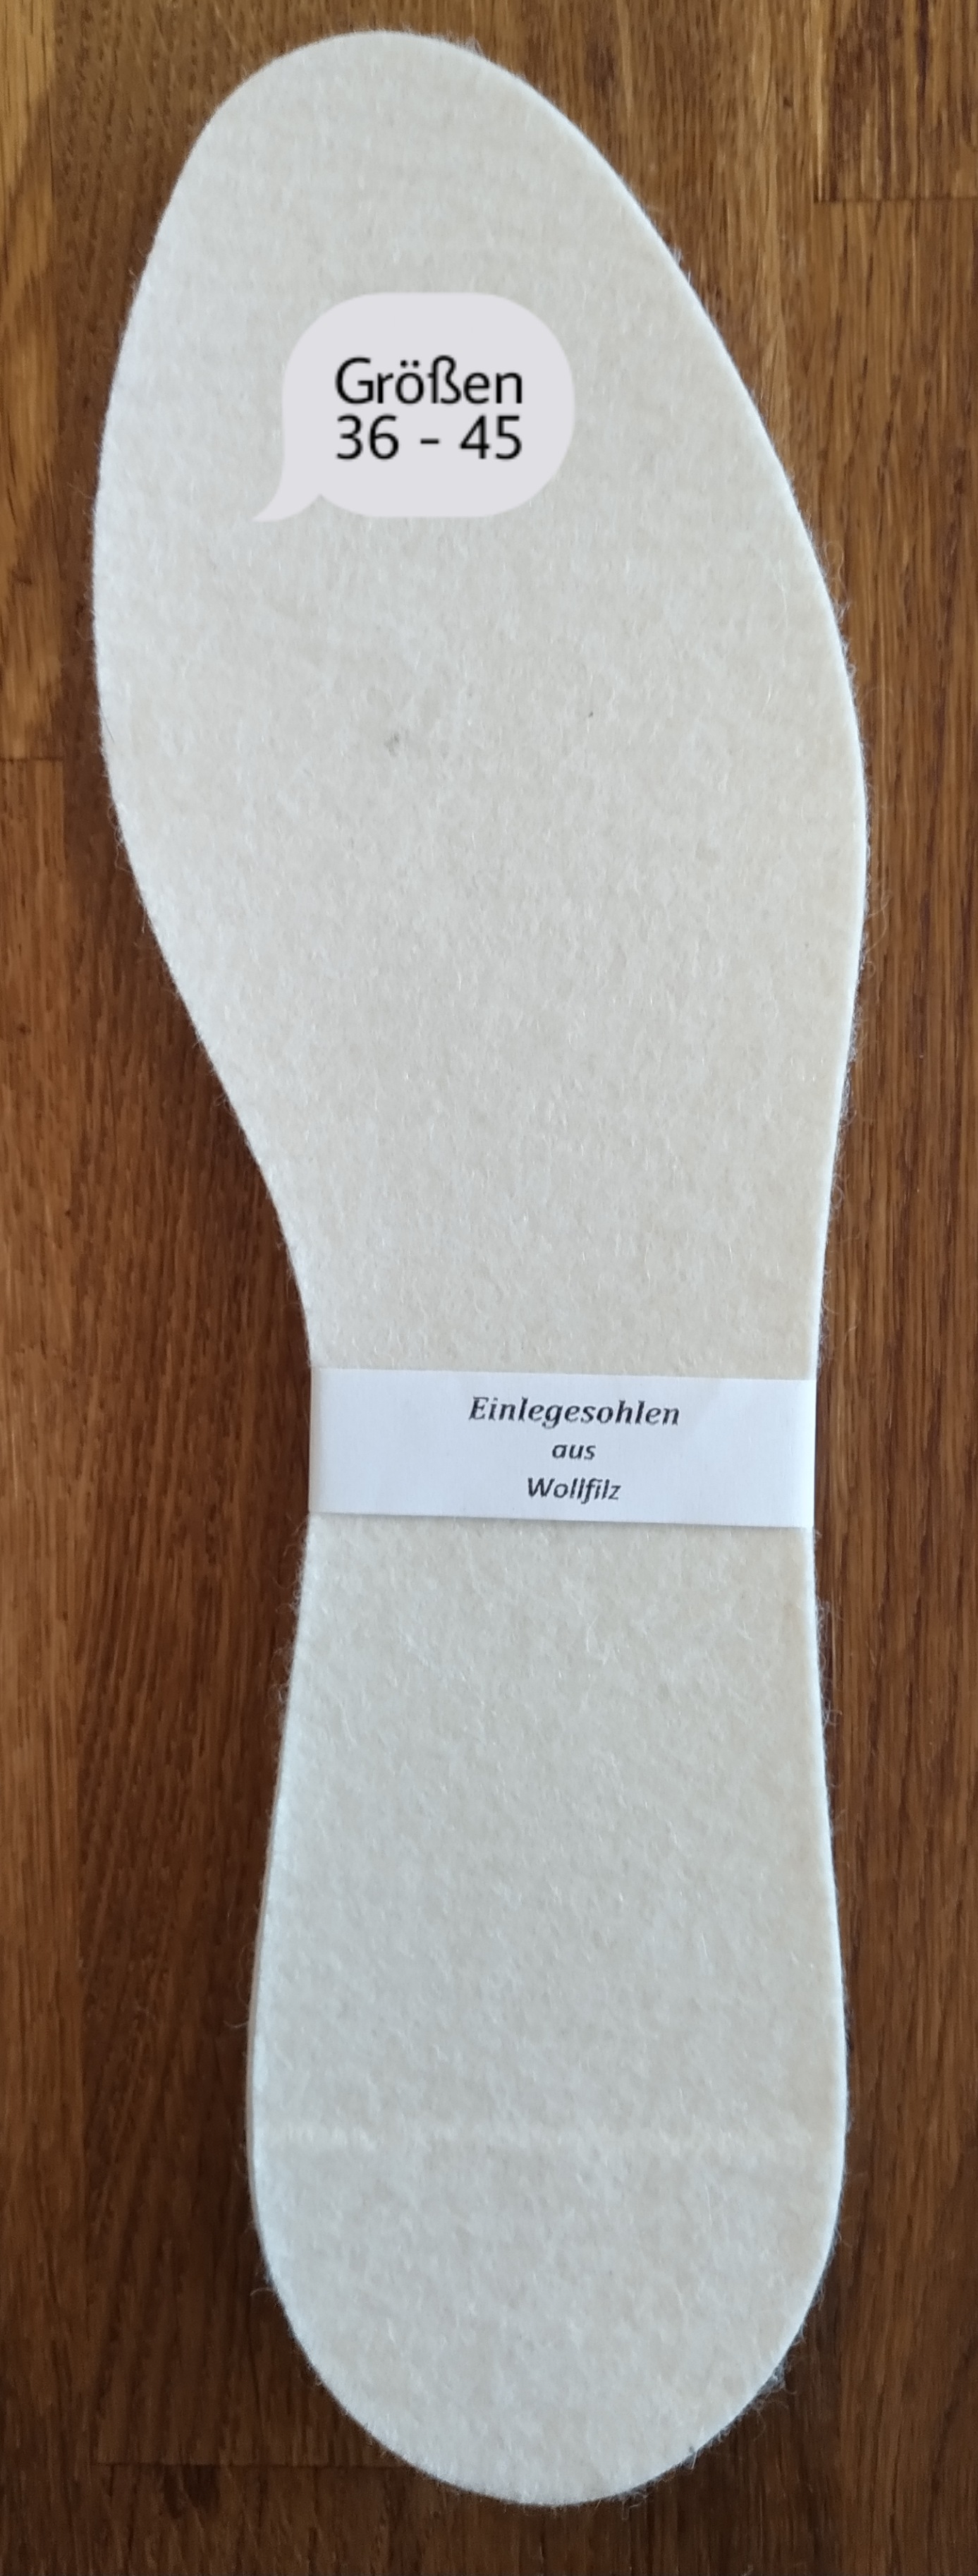 Größen
36 - 45
Einlegesohlen
aus
Wollfilz